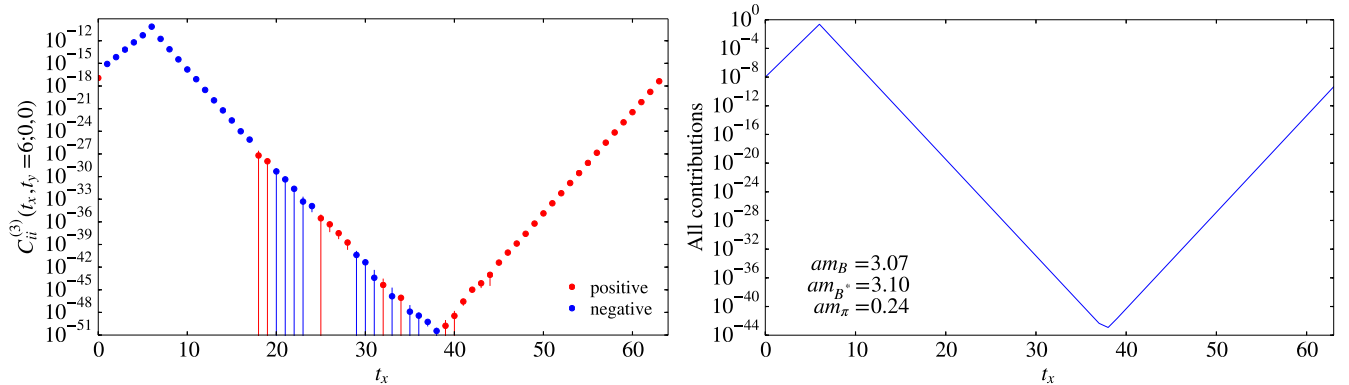 C_{ii}^{(3)}(t_x,t_y=6;0,0)
10^{-12}
10^{-15}
10^{-18}
10^{-21}
10^{-24}
10^{-27}
10^{-30}
10^{-33}
10^{-36}
10^{-39}
10^{-42}
10^{-45}
10^{-48}
10^{-51}
positive
negative
0 10 20 30 40 50 60
t_x
All contributions
10^{0}
10^{-4}
10^{-8}
10^{-12}
10^{-16}
10^{-20}
10^{-24}
10^{-28}
10^{-32}
10^{-36}
10^{-40}
10^{-44}
am_B=3.07
am_{B^*}=3.10
am_π=0.24
0 10 20 30 40 50 60
t_x